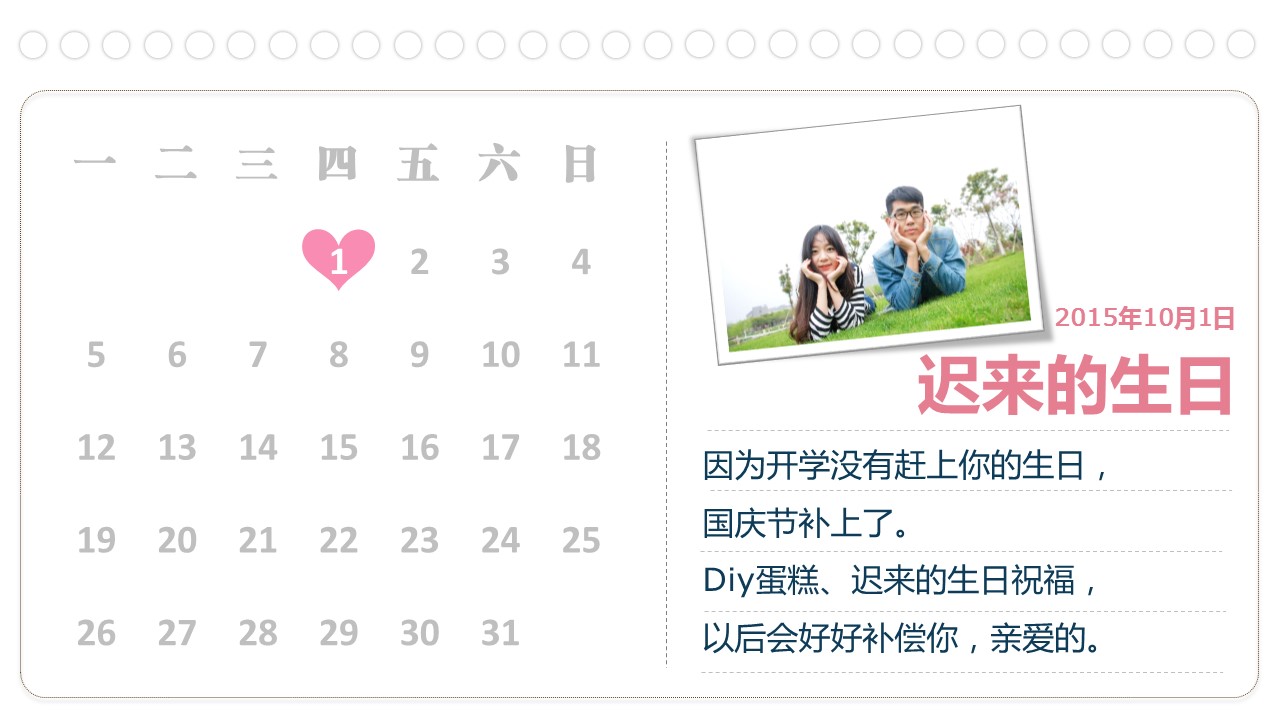 一 二 三 四 五 六 日
1 2 3 4
5 6 7 8 9 10 11
12 13 14 15 16 17 18
19 20 21 22 23 24 25
26 27 28 29 30 31
2015年10月1日
迟来的生日
因为开学没有赶上你的生日，
国庆节补上了。
Diy蛋糕、迟来的生日祝福，
以后会好好补偿你，亲爱的。